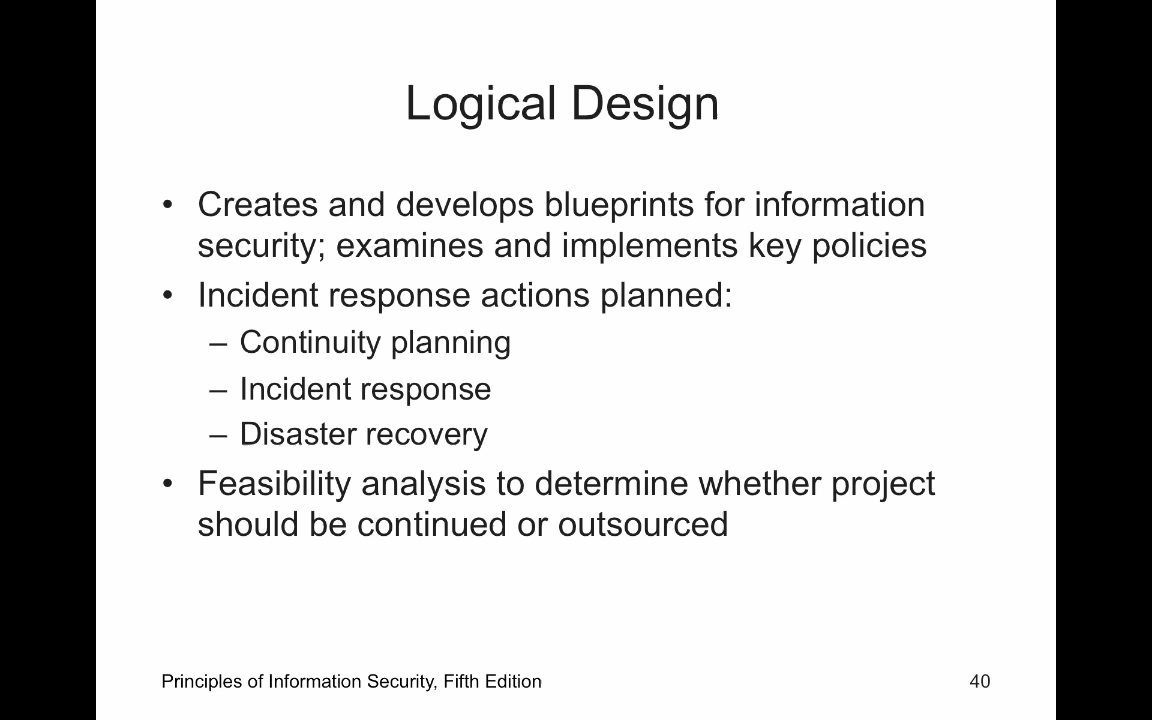 Logical Design
• Creates and develops blueprints for information
security; examines and implements key policies
• Incident response actions planned:
– Continuity planning
– Incident response
– Disaster recovery
• Feasibility analysis to determine whether project
should be continued or outsourced
Principles of Information Security, Fifth Edition
40